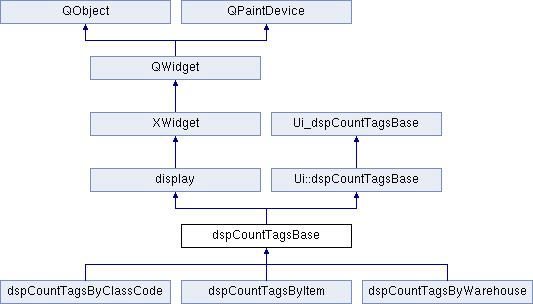 QObject
QPaintDevice
QWidget
XWidget
Ui_dspCountTagsBase
display
Ui::dspCountTagsBase
dspCountTagsBase
dspCountTagsByClassCode
dspCountTagsByItem
dspCountTagsByWarehouse